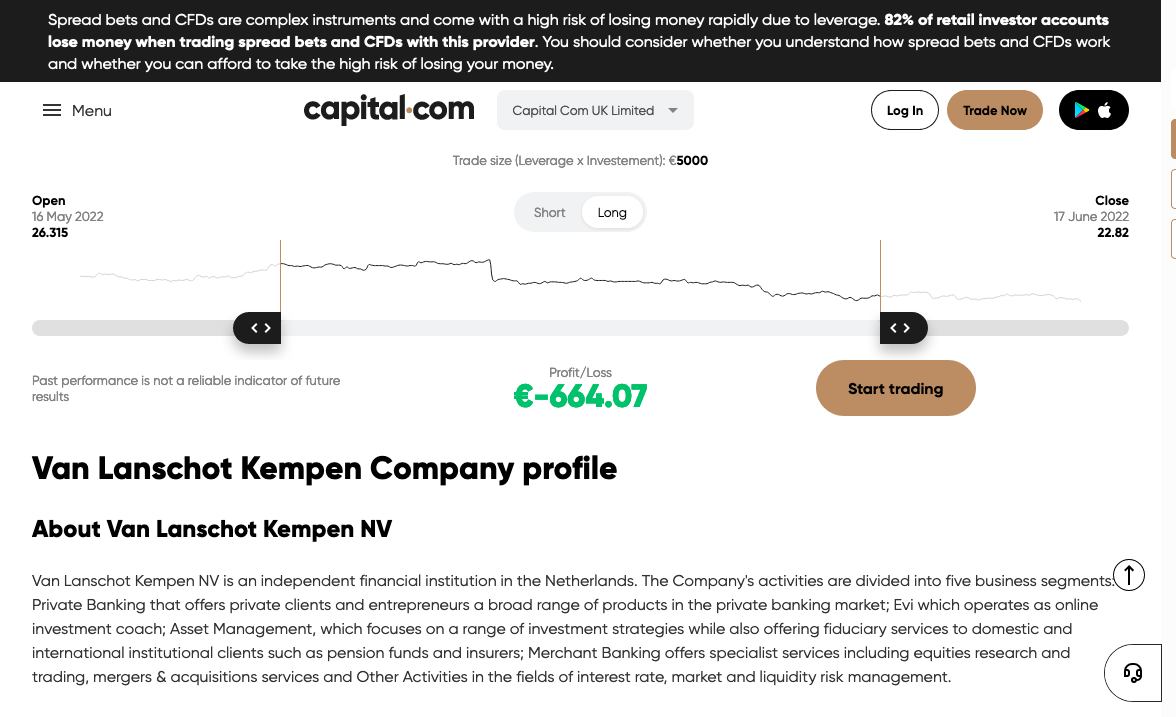 Spread bets and CFDs are complex instruments and come with a high risk of losing money rapidly due to leverage. 82% of retail investor accounts
lose money when trading spread bets and CFDs with this provider. You should consider whether you understand how spread bets and CFDs work
and whether you can afford to take the high risk of losing your money.
Menu
capital.com
Capital Com UK Limited
Log In
Trade Now
Trade size (Leverage x Investement): €5000
Open
16 May 2022
26.315
Short
Long
Close
17 June 2022
22.82
Past performance is not a reliable indicator of future
results
Profit/Loss
€-664.07
Start trading
Van Lanschot Kempen Company profile
About Van Lanschot Kempen NV
Van Lanschot Kempen NV is an independent financial institution in the Netherlands. The Company's activities are divided into five business segments:
Private Banking that offers private clients and entrepreneurs a broad range of products in the private banking market; Evi which operates as online
investment coach; Asset Management, which focuses on a range of investment strategies while also offering fiduciary services to domestic and
international institutional clients such as pension funds and insurers; Merchant Banking offers specialist services including equities research and
trading, mergers & acquisitions services and Other Activities in the fields of interest rate, market and liquidity risk management.